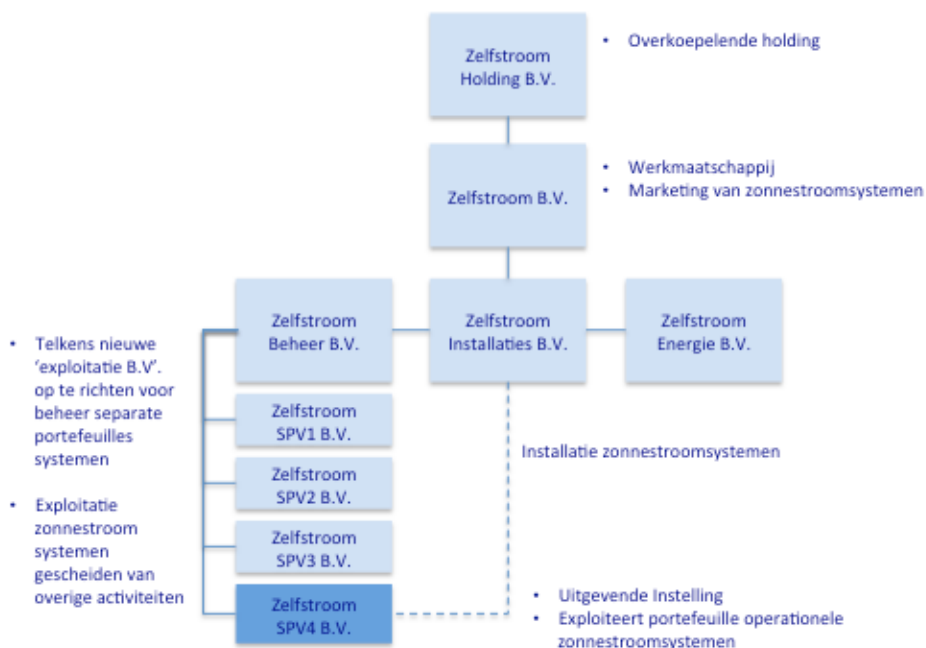 Zelfstroom
Holding B.V.
• Overkoepelende holding
Zelfstroom B.V.
• Werkmaatschappij
• Marketing van zonnestroomsystemen
Zelfstroom
Beheer B.V.
Zelfstroom
Installaties B.V.
Zelfstroom
Energie B.V.
• Telkens nieuwe
‘exploitatie B.V’.
op te richten voor
beheer separate
portefeuilles
systemen
• Exploitatie
zonnestroom
systemen
gescheiden van
overige activiteiten
Zelfstroom
SPV1 B.V.
Zelfstroom
SPV2 B.V.
Zelfstroom
SPV3 B.V.
Zelfstroom
SPV4 B.V.
Installatie zonnestroomsystemen
• Uitgevende Instelling
• Exploiteert portefeuille operationele
zonnestroomsystemen